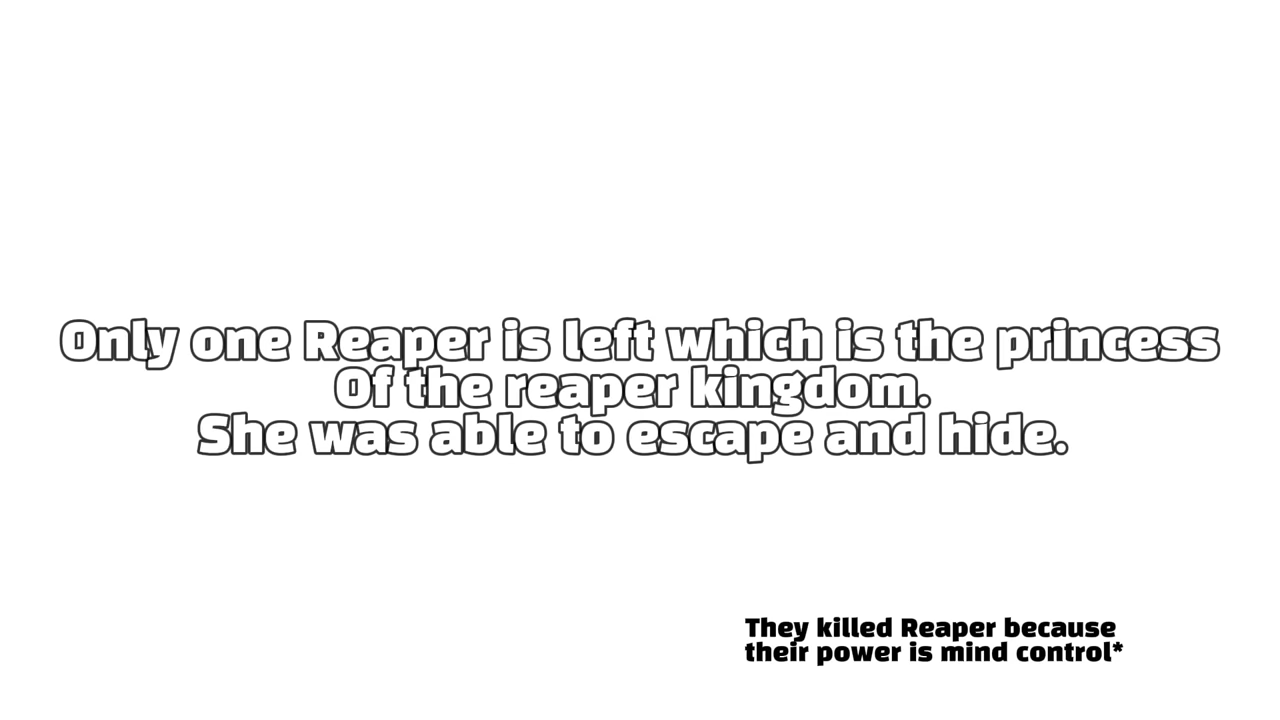 Only one Reaper is left which is the princess
Of the reaper kingdom.
She was able to escape and hide.
They killed Reaper because
their power is mind control*